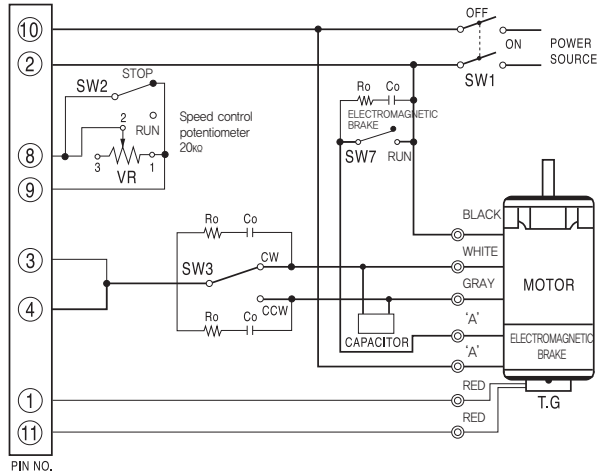 OFF
10
ON
POWER
SOURCE
2
SW1
STOP
SW2
Ro
Co
ELECTROMAGNETIC
BRAKE
Speed control
potentiometer
20KΩ
2
RUN
SW7
RUN
8
3
1
VR
9
BLACK
Ro
Co
WHITE
3
SW3
CW
GRAY
MOTOR
4
CCW
'A'
Ro
Co
CAPACITOR
ELECTROMAGNETIC
BRAKE
'A'
RED
1
T.G
RED
11
PIN NO.